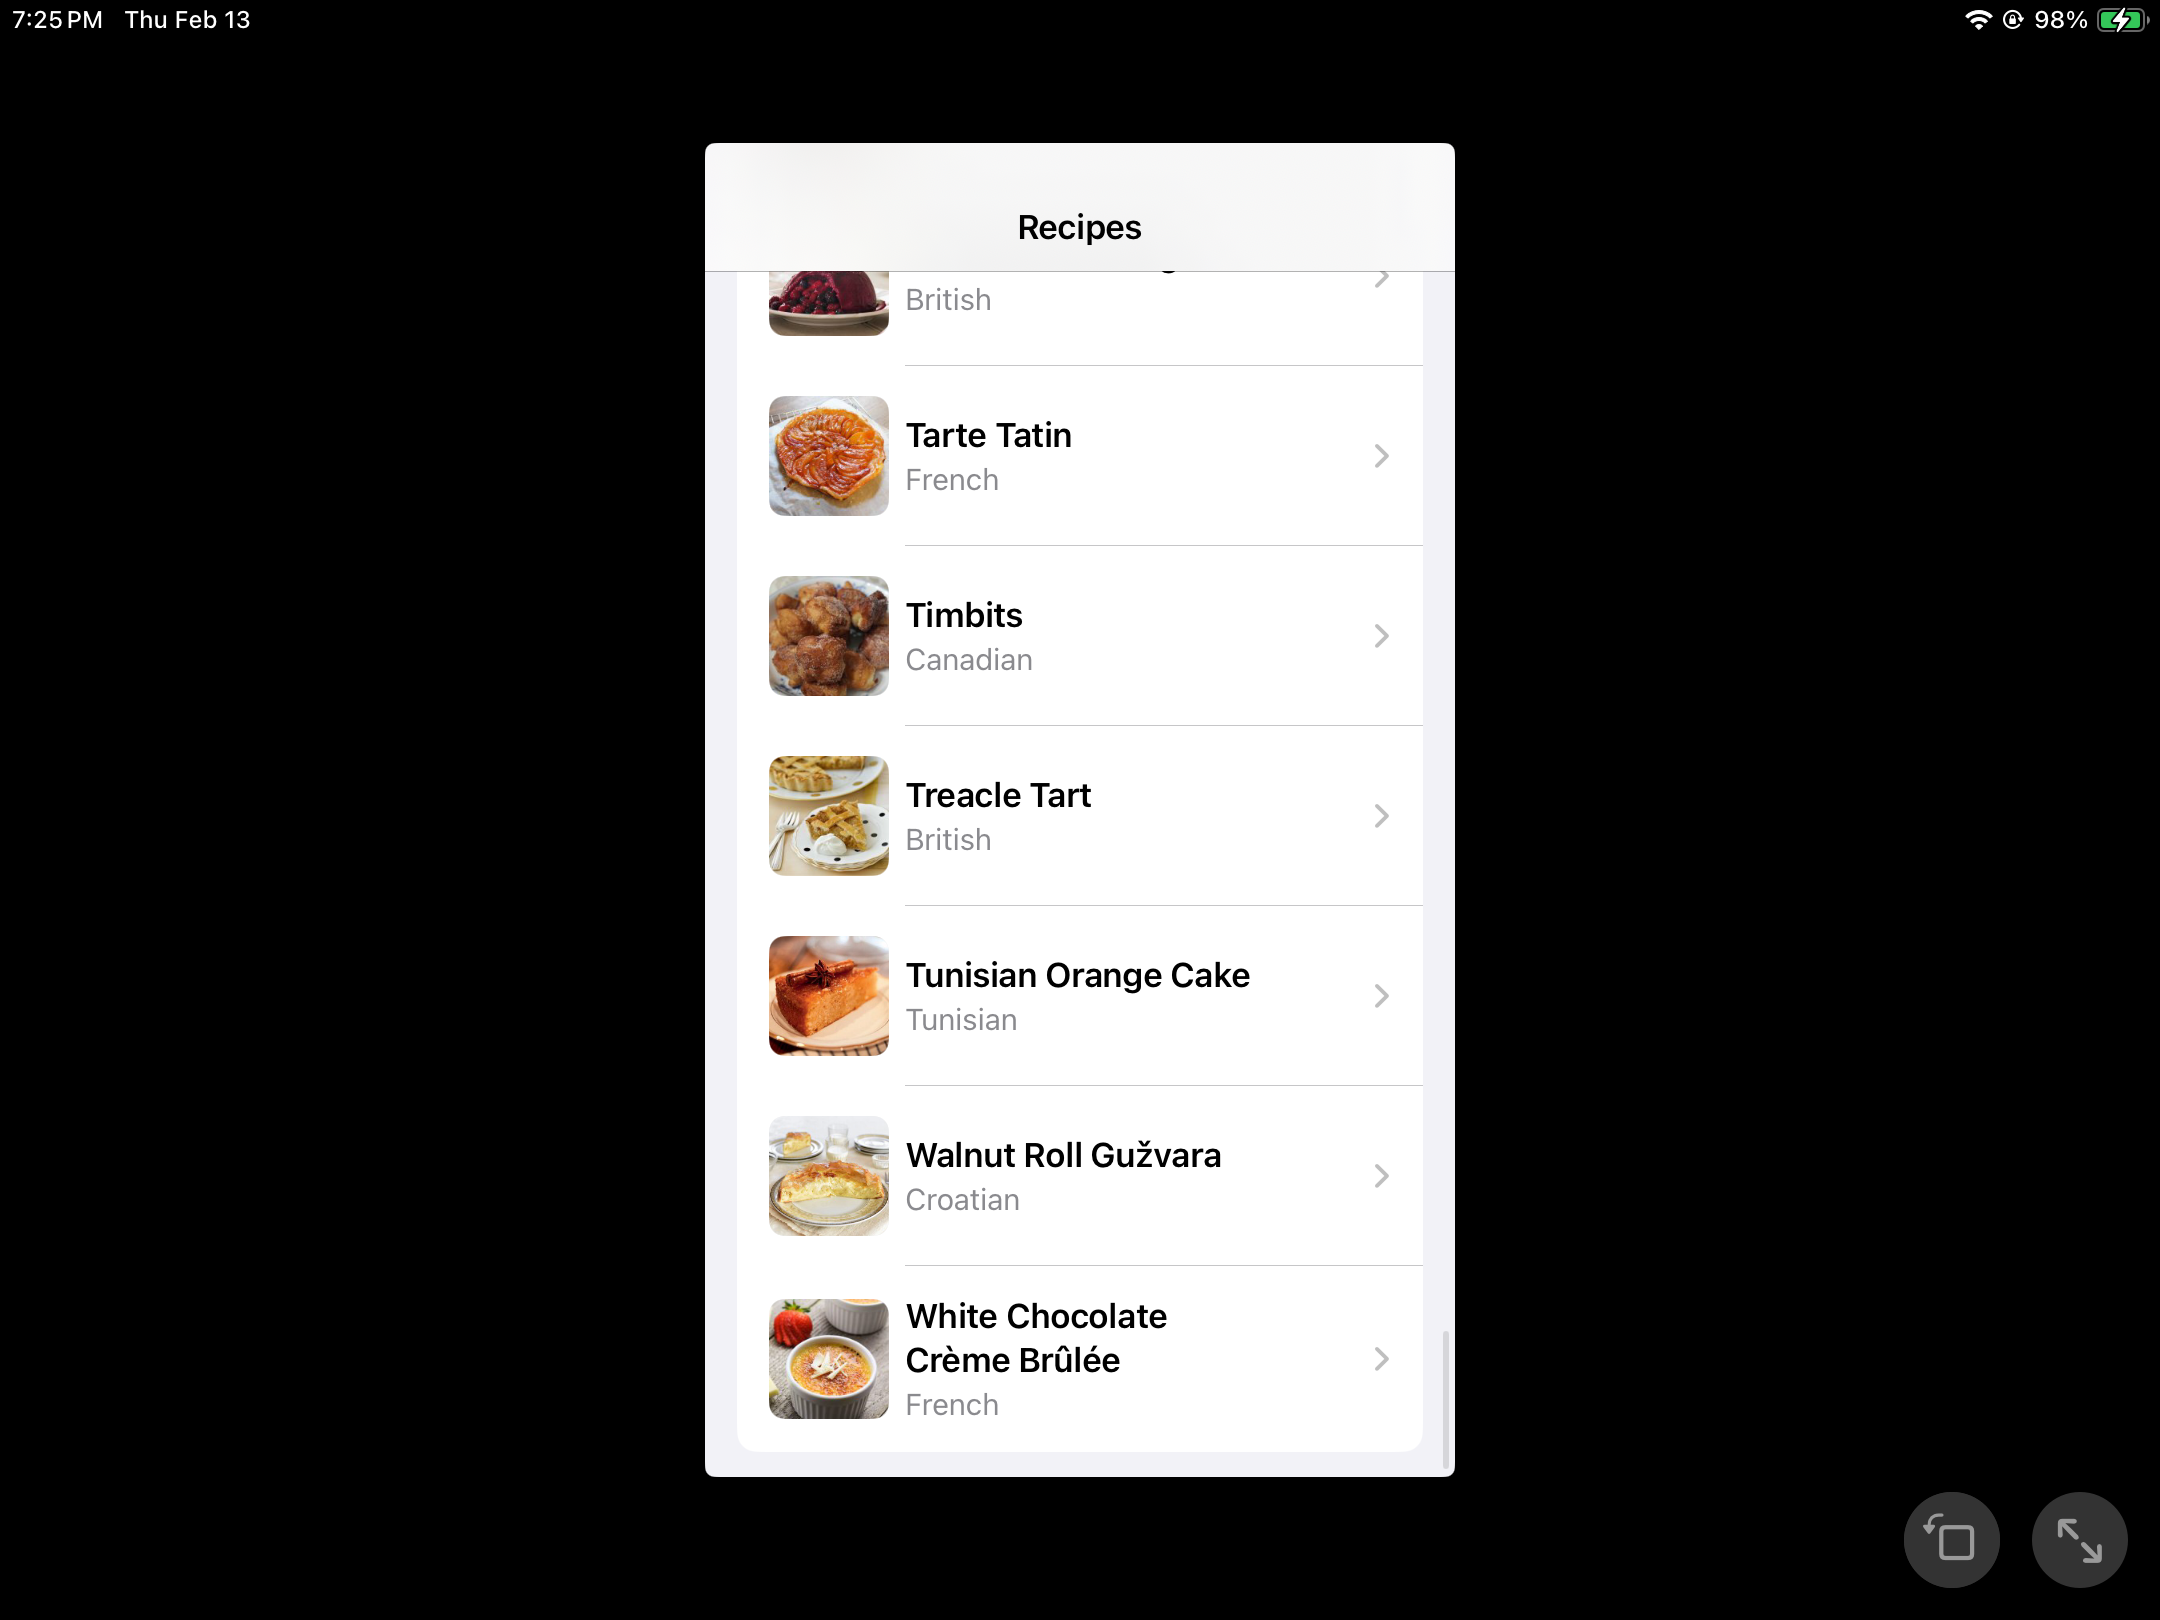 7:25 PM Thu Feb 13
98%
Recipes
British
Tarte Tatin
French
Timbits
Canadian
Treacle Tart
British
Tunisian Orange Cake
Tunisian
Walnut Roll Gužvara
Croatian
White Chocolate
Crème Brûlée
French